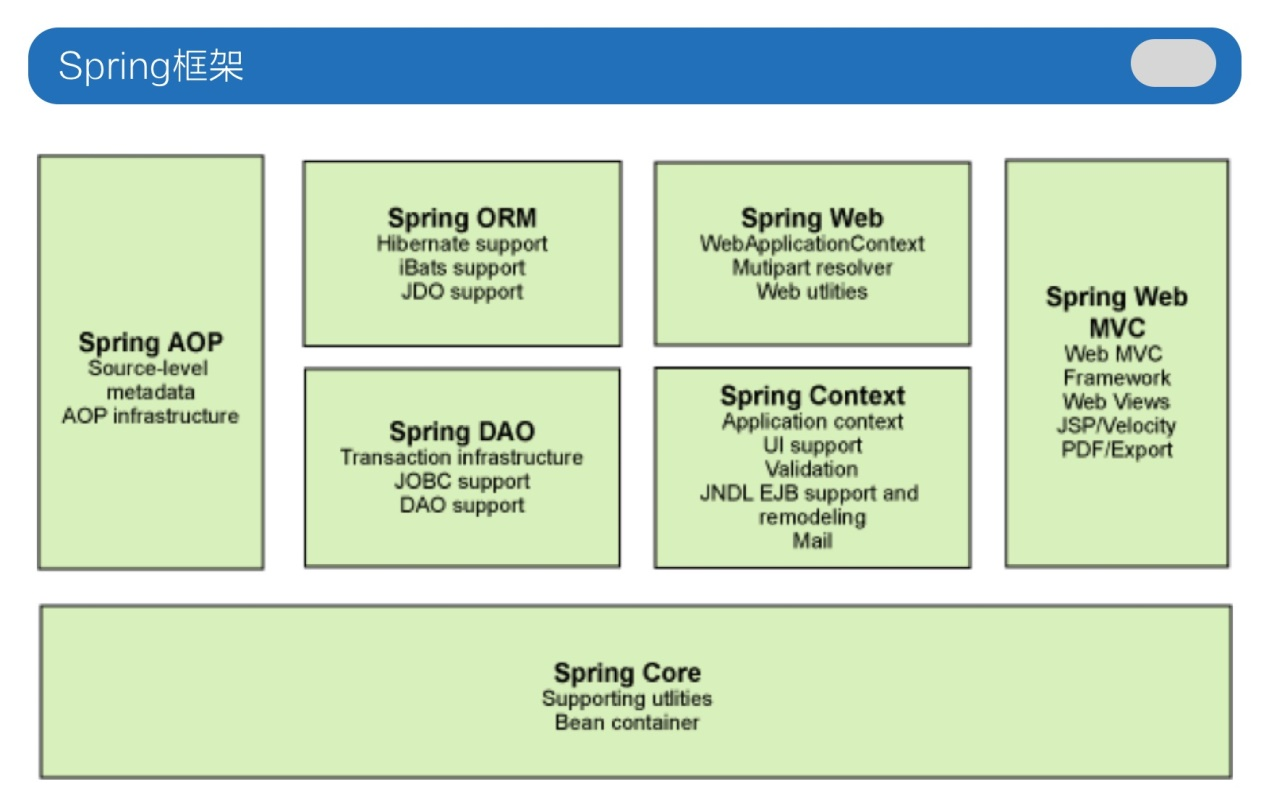 Spring框架
Spring AOP
Source-level
metadata
AOP infrastructure
Spring ORM
Hibernate support
iBats support
JDO support
Spring DAO
Transaction infrastructure
JOBC support
DAO support
Spring Web
WebApplicationContext
Mutipart resolver
Web utlities
Spring Context
Application context
UI support
Validation
JNDL EJB support and
remodeling
Mail
Spring Web
MVC
Web MVC
Framework
Web Views
JSP/Velocity
PDF/Export
Spring Core
Supporting utlities
Bean container